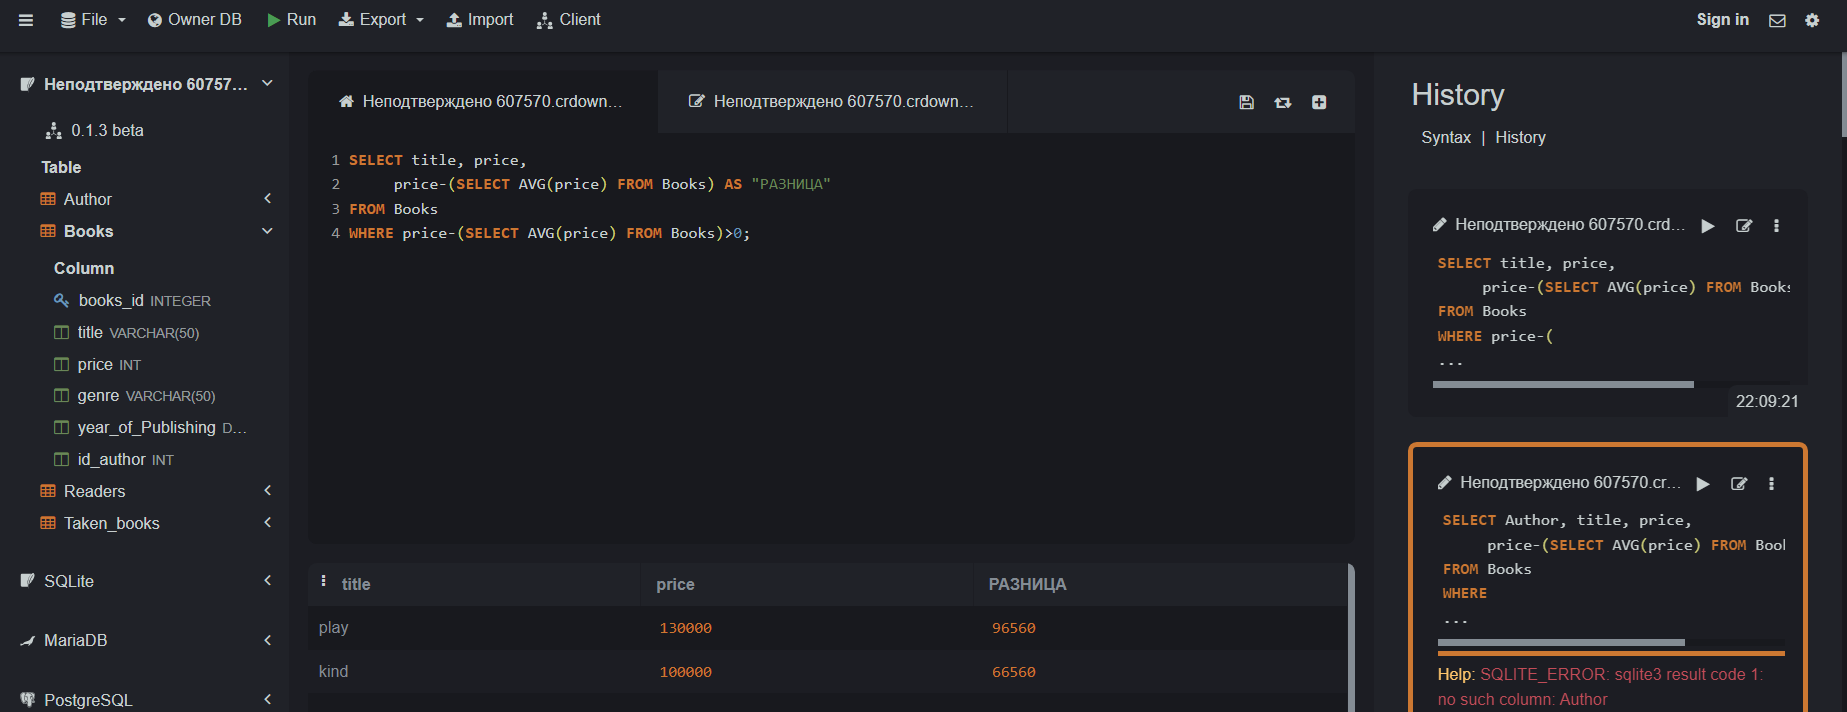 File
Owner DB
Run
Export
Import
Client
Sign in
Неподтверждено 60757...
0.1.3 beta
Table
Author
Books
Column
books_id INTEGER
title VARCHAR(50)
price INT
genre VARCHAR(50)
year_of_Publishing D...
id_author INT
Readers
Taken_books
SQLite
MariaDB
PostgreSQL
Неподтверждено 607570.crdown...
Неподтверждено 607570.crdown...
1 SELECT title, price,
2 price-(SELECT AVG(price) FROM Books) AS "РАЗНИЦА"
3 FROM Books
4 WHERE price-(SELECT AVG(price) FROM Books)>0;
title price РАЗНИЦА
play 130000 96560
kind 100000 66560
History
Syntax | History
Неподтверждено 607570.crd...
SELECT title, price,
price-(SELECT AVG(price) FROM Books
FROM Books
WHERE price-(
...
22:09:21
Неподтверждено 607570.cr...
SELECT Author, title, price,
price-(SELECT AVG(price) FROM Bool
FROM Books
WHERE
...
Help: SQLITE_ERROR: sqlite3 result code 1:
no such column: Author